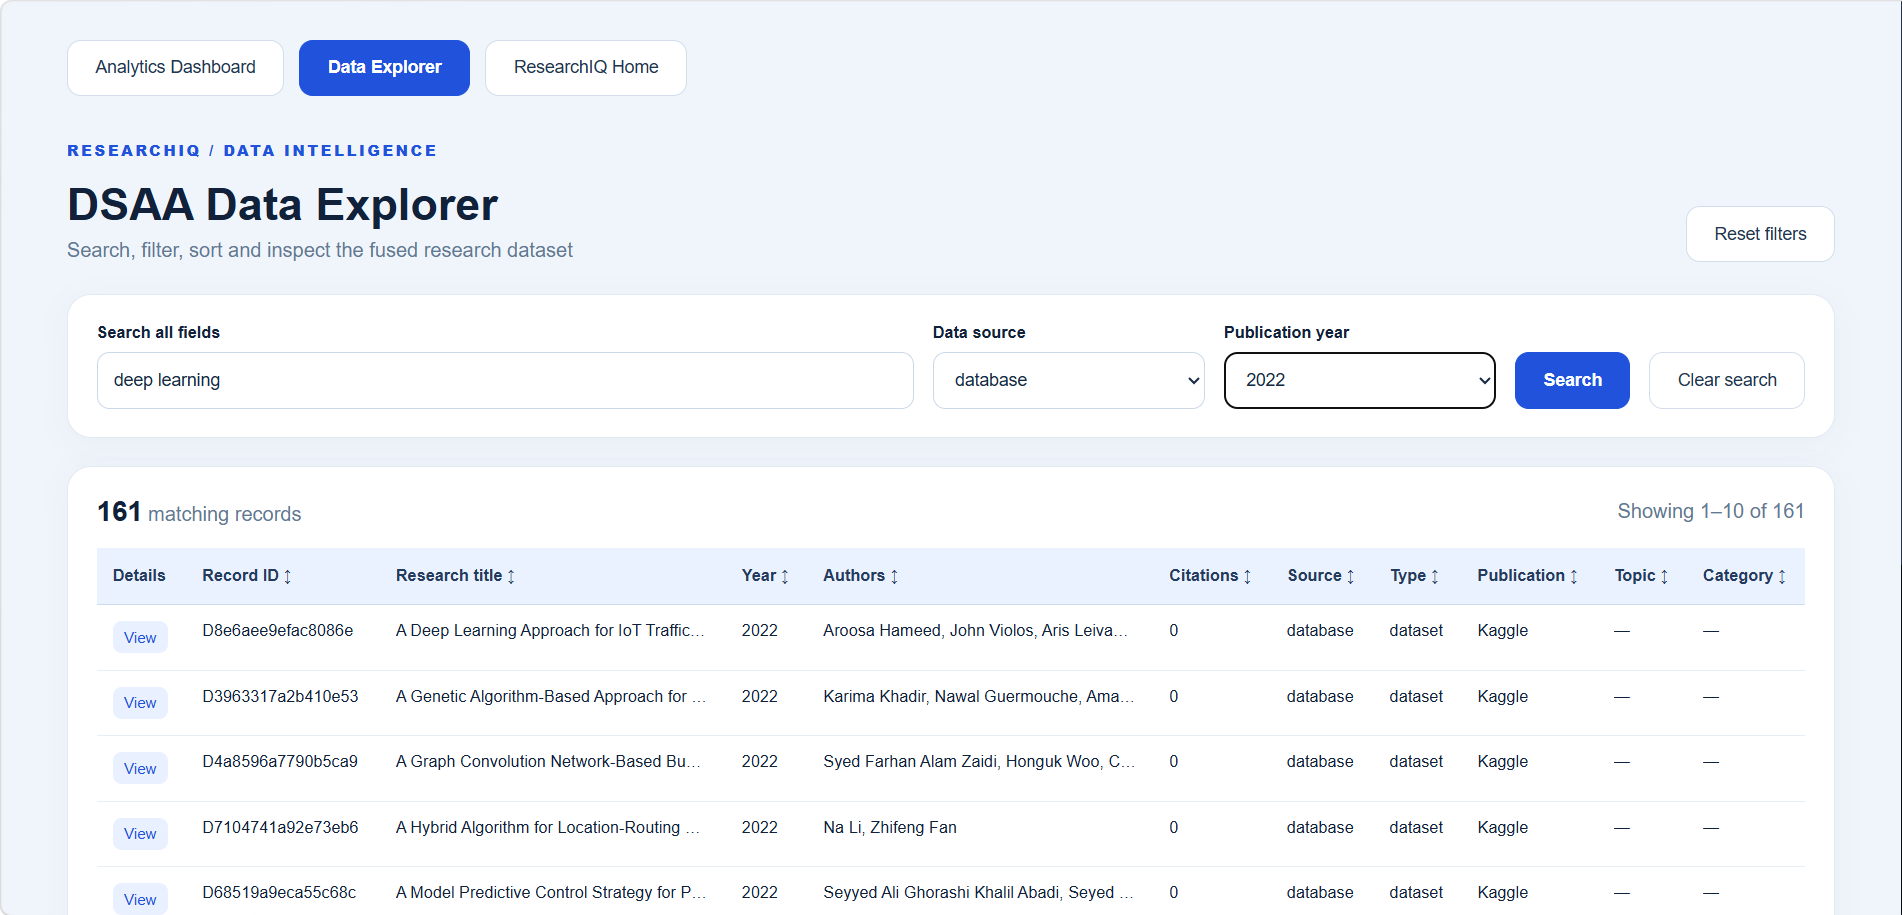 Analytics Dashboard Data Explorer ResearchIQ Home
RESEARCHIQ / DATA INTELLIGENCE
DSAA Data Explorer
Search, filter, sort and inspect the fused research dataset
Reset filters
Search all fields Data source Publication year
deep learning database 2022 Search Clear search
161 matching records Showing 1–10 of 161
Details Record ID ↕ Research title ↕ Year ↕ Authors ↕ Citations ↕ Source ↕ Type ↕ Publication ↕ Topic ↕ Category ↕
View D8e6aee9efac8086e A Deep Learning Approach for IoT Traffic… 2022 Aroosa Hameed, John Violos, Aris Leiva… 0 database dataset Kaggle — —
View D3963317a2b410e53 A Genetic Algorithm-Based Approach for … 2022 Karima Khadir, Nawal Guermouche, Ama… 0 database dataset Kaggle — —
View D4a8596a7790b5ca9 A Graph Convolution Network-Based Bu… 2022 Syed Farhan Alam Zaidi, Honguk Woo, C… 0 database dataset Kaggle — —
View D7104741a92e73eb6 A Hybrid Algorithm for Location-Routing … 2022 Na Li, Zhifeng Fan 0 database dataset Kaggle — —
View D68519a9eca55c68c A Model Predictive Control Strategy for P… 2022 Seyyed Ali Ghorashi Khalil Abadi, Seyed … 0 database dataset Kaggle — —